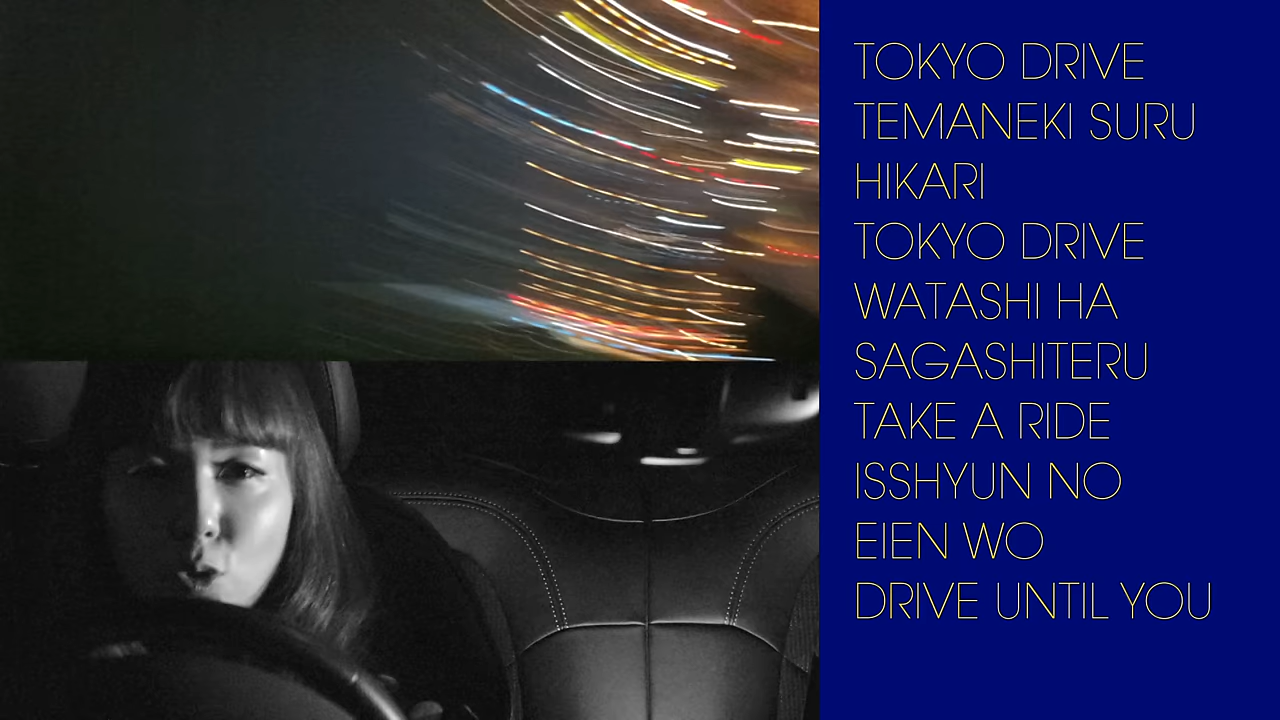 TOKYO DRIVE
TEMANEKI SURU
HIKARI
TOKYO DRIVE
WATASHI HA
SAGASHITERU
TAKE A RIDE
ISSHYUN NO
EIEN WO
DRIVE UNTIL YOU